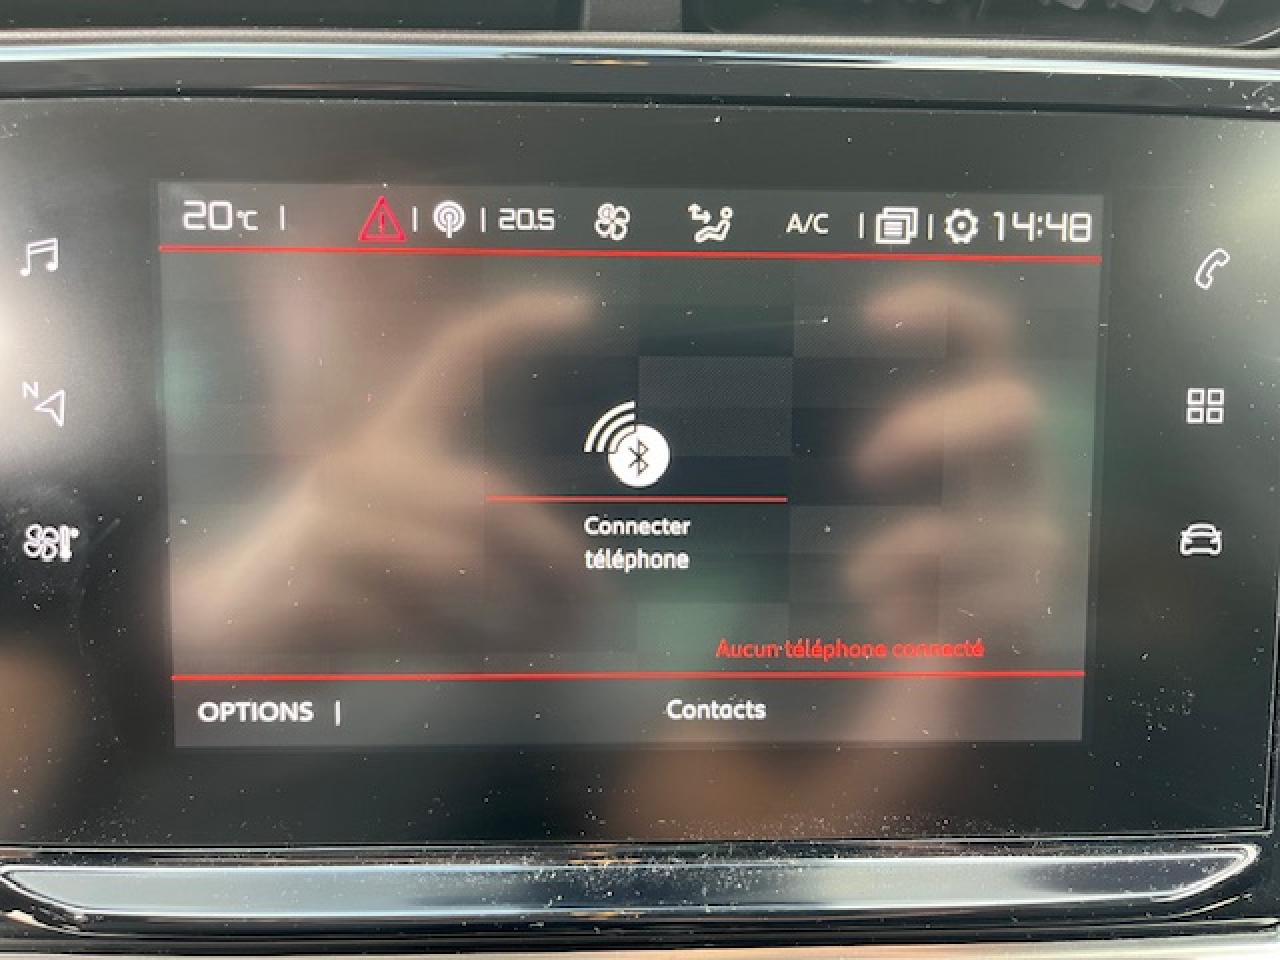 20°C | | | 20.5 A/C | | 14:48
N
Connecter
téléphone
Aucun téléphone connecté
OPTIONS | Contacts